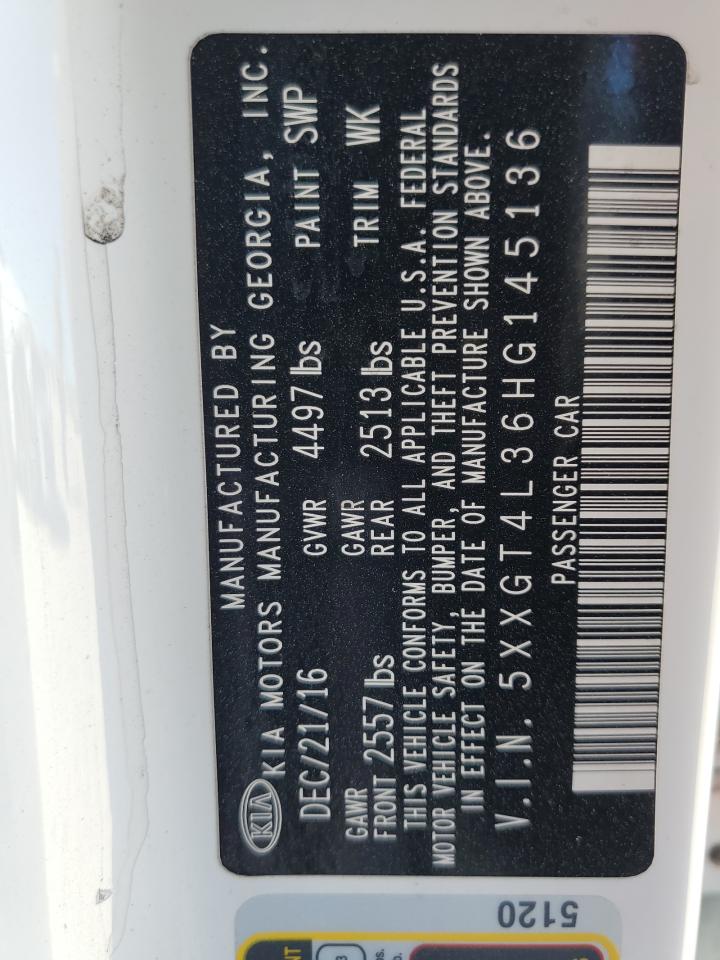 MANUFACTURED BY
KIA KIA MOTORS MANUFACTURING GEORGIA, INC.
DEC/21/16 GVWR 4497 lbs PAINT SWP
GAWR FRONT 2557 lbs GAWR REAR 2513 lbs TRIM WK
THIS VEHICLE CONFORMS TO ALL APPLICABLE U.S.A. FEDERAL
MOTOR VEHICLE SAFETY, BUMPER, AND THEFT PREVENTION STANDARDS
IN EFFECT ON THE DATE OF MANUFACTURE SHOWN ABOVE.
V.I.N. 5XXGT4L36HG145136
PASSENGER CAR
5120